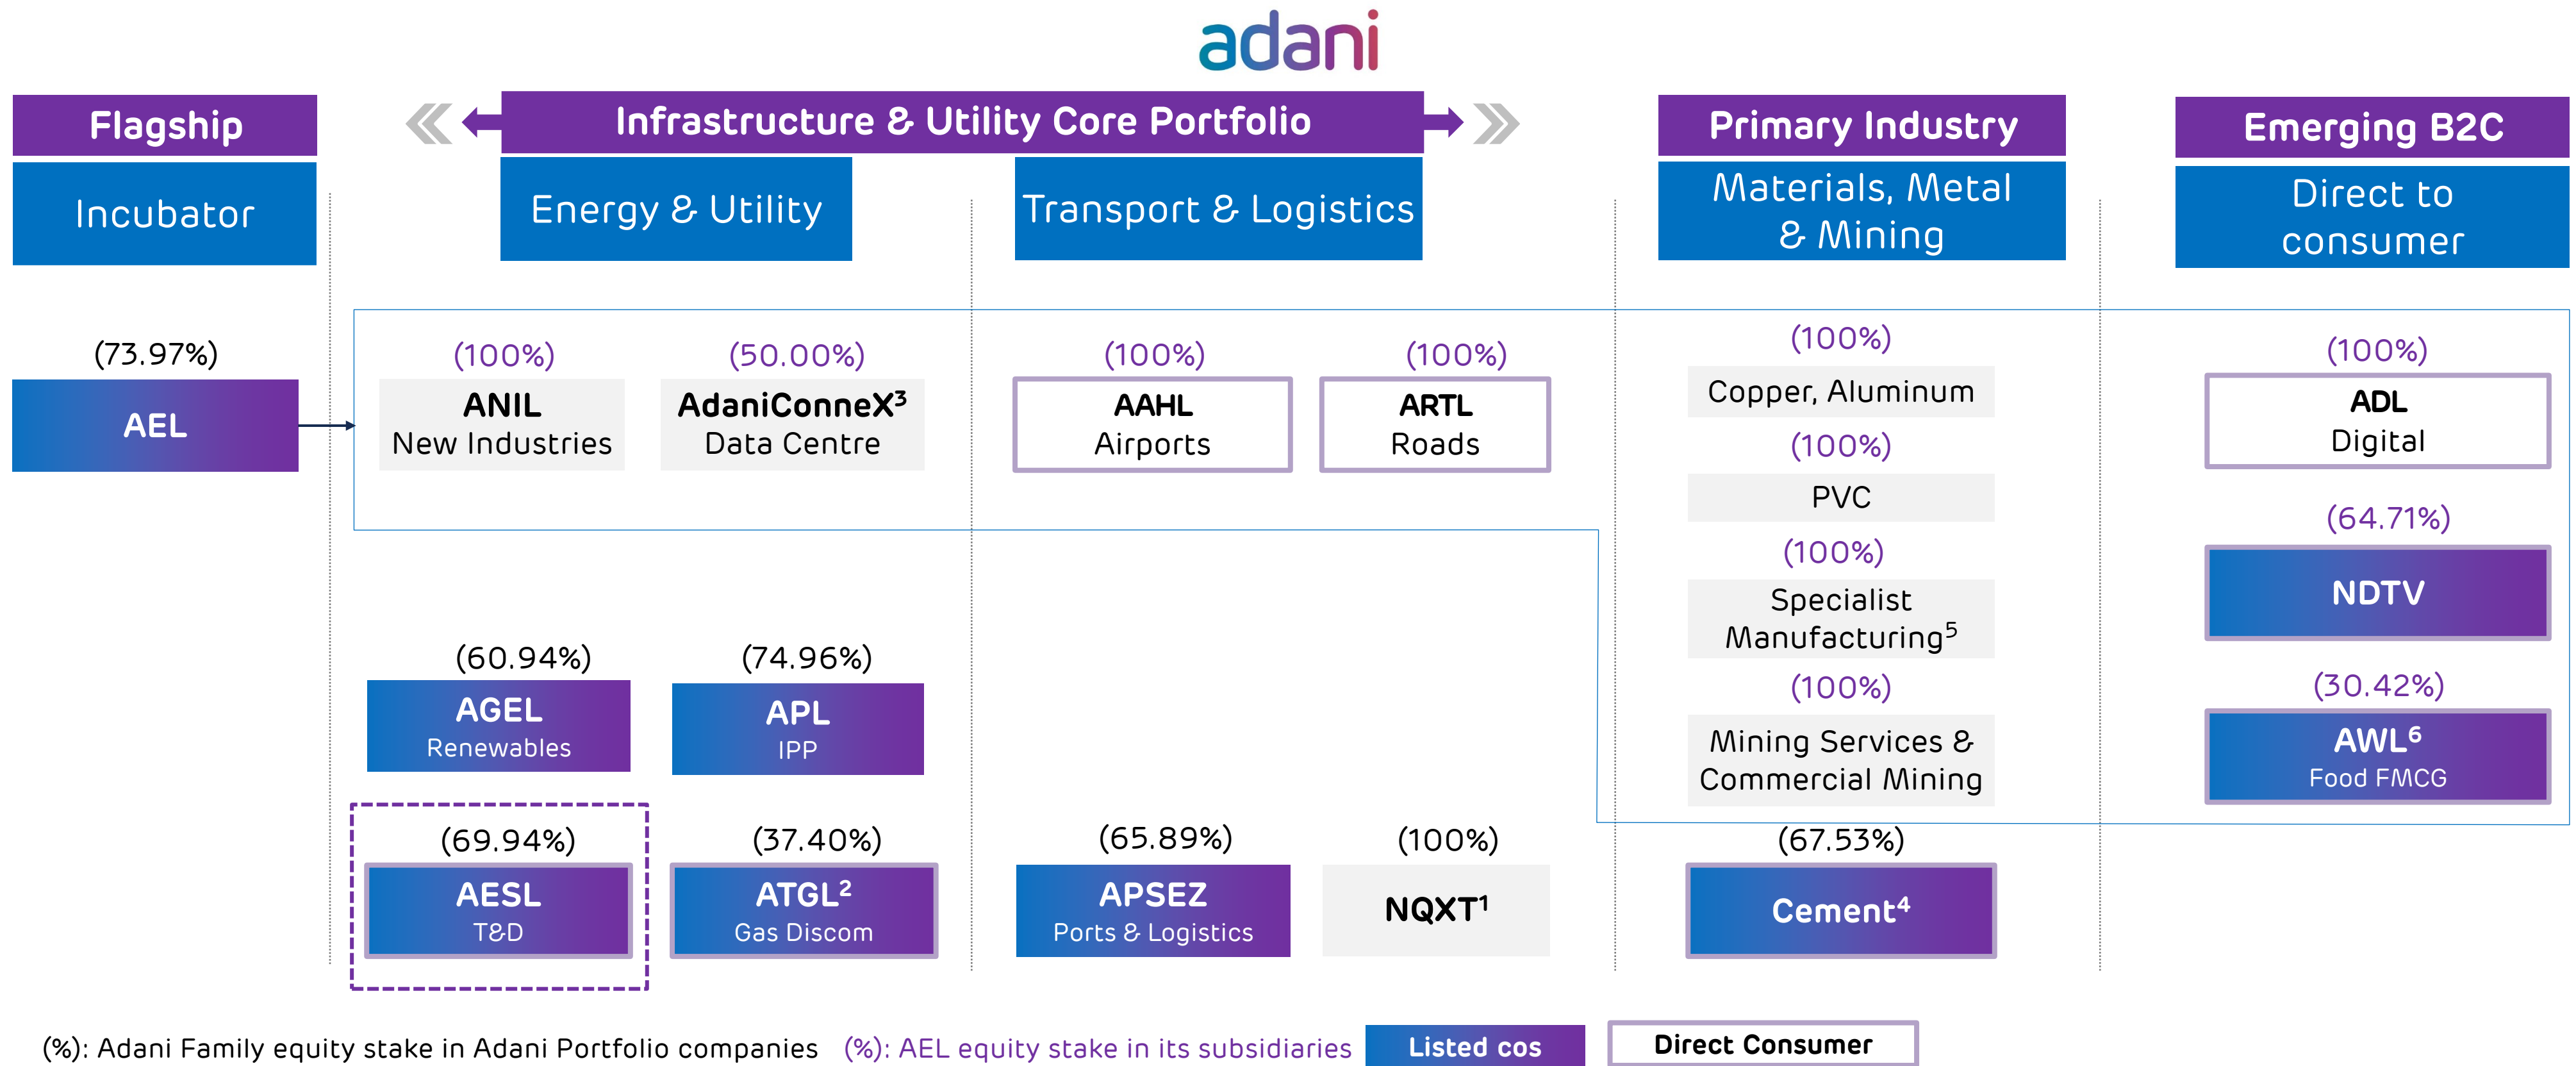 adani
Flagship
Infrastructure & Utility Core Portfolio
Primary Industry
Emerging B2C
Incubator
Energy & Utility
Transport & Logistics
Materials, Metal
& Mining
Direct to
consumer
(73.97%)
AEL
(100%)
ANIL
New Industries
(50.00%)
AdaniConneX³
Data Centre
(100%)
AAHL
Airports
(100%)
ARTL
Roads
(100%)
Copper, Aluminum
(100%)
PVC
(100%)
Specialist
Manufacturing⁵
(100%)
Mining Services &
Commercial Mining
(100%)
ADL
Digital
(64.71%)
NDTV
(30.42%)
AWL⁶
Food FMCG
(60.94%)
AGEL
Renewables
(74.96%)
APL
IPP
(69.94%)
AESL
T&D
(37.40%)
ATGL²
Gas Discom
(65.89%)
APSEZ
Ports & Logistics
(100%)
NQXT¹
(67.53%)
Cement⁴
(%): Adani Family equity stake in Adani Portfolio companies
(%): AEL equity stake in its subsidiaries
Listed cos
Direct Consumer